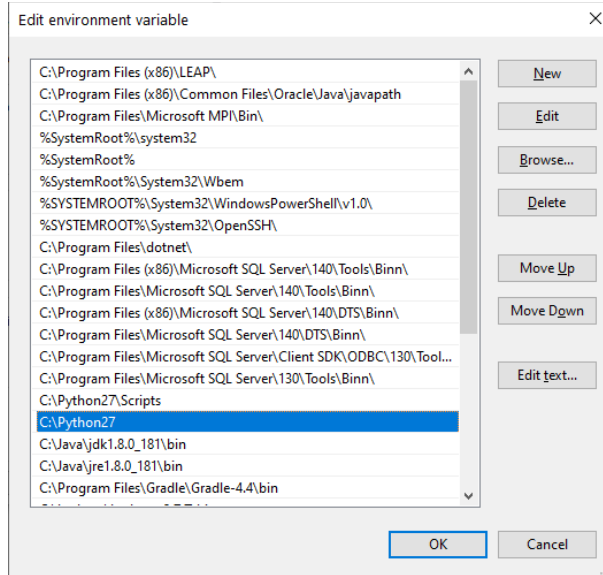 Edit environment variable
C:\Program Files (x86)\LEAP\
New
C:\Program Files (x86)\Common Files\Oracle\Java\javapath
C:\Program Files\Microsoft MPI\Bin\
Edit
%SystemRoot%\system32
%SystemRoot%
Browse...
%SystemRoot%\System32\Wbem
%SYSTEMROOT%\System32\WindowsPowerShell\v1.0\
Delete
%SYSTEMROOT%\System32\OpenSSH\
C:\Program Files\dotnet\
C:\Program Files (x86)\Microsoft SQL Server\140\Tools\Binn\
Move Up
C:\Program Files\Microsoft SQL Server\140\Tools\Binn\
C:\Program Files (x86)\Microsoft SQL Server\140\DTS\Binn\
Move Down
C:\Program Files\Microsoft SQL Server\140\DTS\Binn\
C:\Program Files\Microsoft SQL Server\Client SDK\ODBC\130\Tool...
C:\Program Files\Microsoft SQL Server\130\Tools\Binn\
Edit text...
C:\Python27\Scripts
C:\Python27
C:\Java\jdk1.8.0_181\bin
C:\Java\jre1.8.0_181\bin
C:\Program Files\Gradle\Gradle-4.4\bin
OK
Cancel